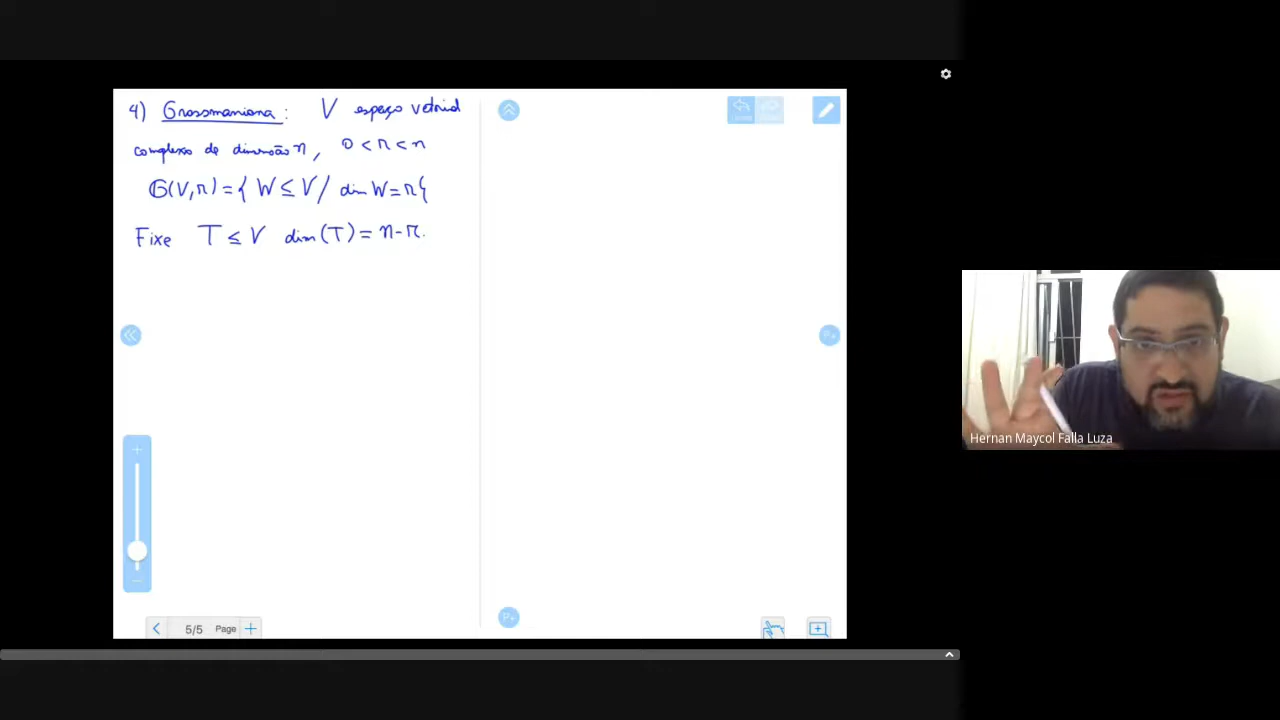 4) Grassmaniana: V espaço vetorial
complexo de dimensão n, 0 < r < n
G(V,r) = { W ≤ V / dim W = r }
Fixe T ≤ V dim(T) = n-r.
Hernan Maycol Falla Luza
5/5 Page